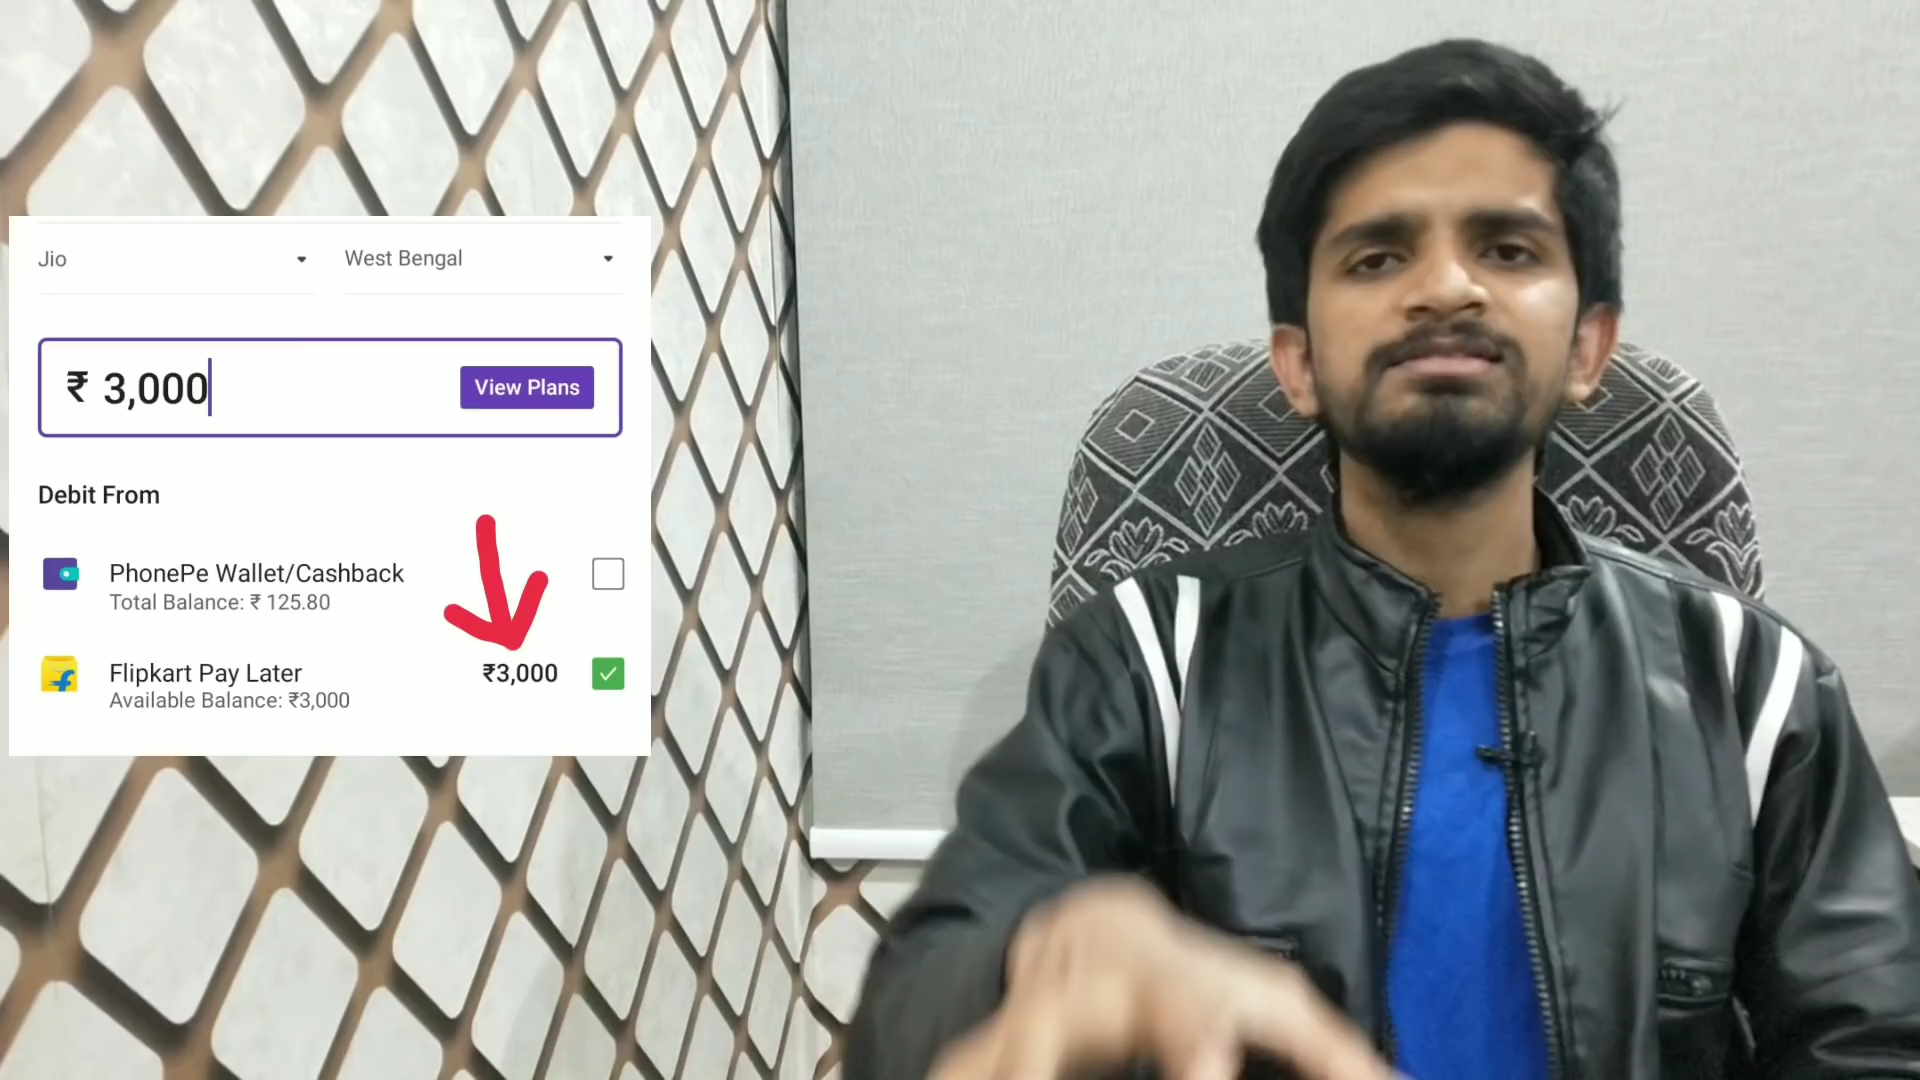 Jio
West Bengal
₹ 3,000
View Plans
Debit From
PhonePe Wallet/Cashback
Total Balance: ₹ 125.80
Flipkart Pay Later
₹3,000
Available Balance: ₹3,000